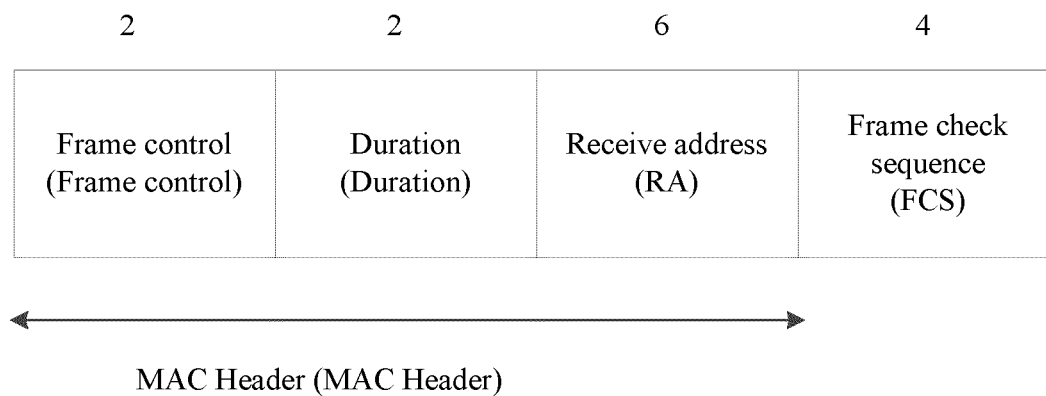 2 2 6 4
Frame control
(Frame control)
Duration
(Duration)
Receive address
(RA)
Frame check
sequence
(FCS)
MAC Header (MAC Header)